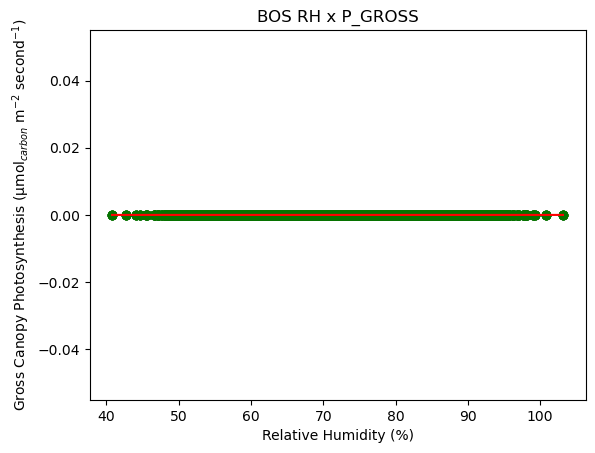 BOS RH x P_GROSS
Gross Canopy Photosynthesis (μmol$_{carbon}$ m$^{-2}$ second$^{-1}$)
0.04
0.02
0.00
−0.02
−0.04
40 50 60 70 80 90 100
Relative Humidity (%)